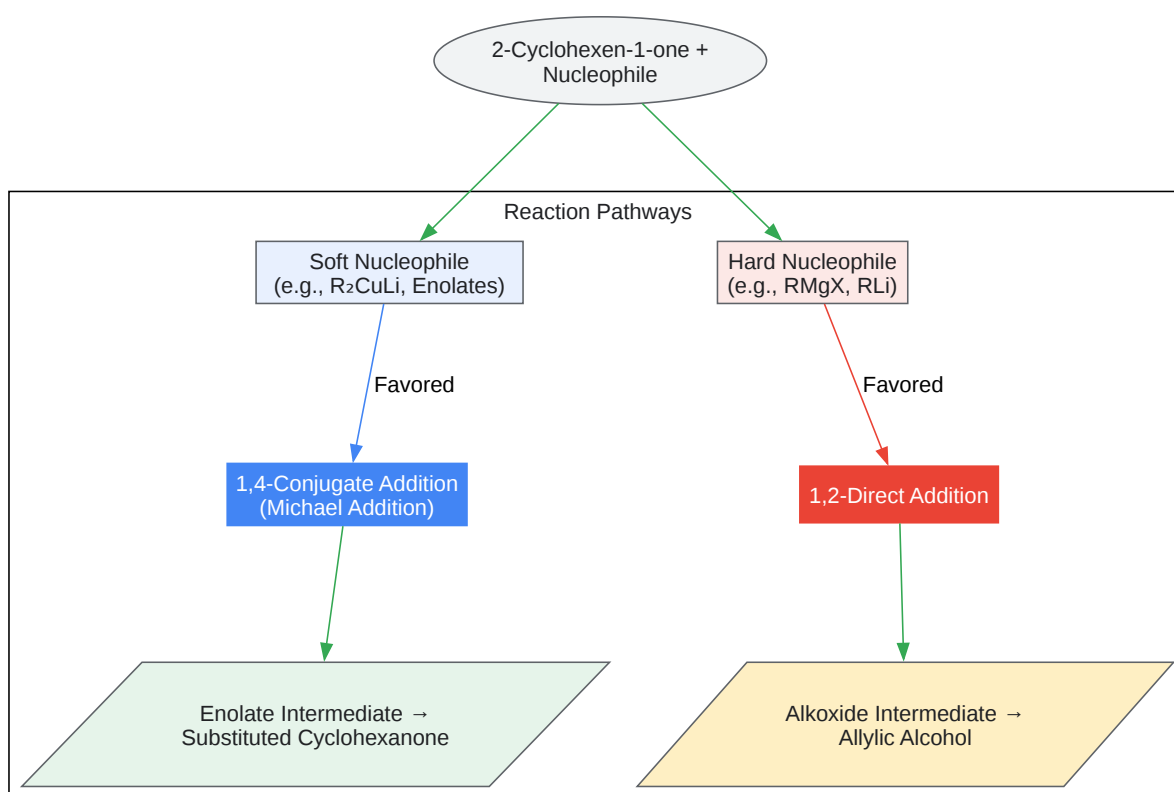 2-Cyclohexen-1-one +
Nucleophile
Reaction Pathways
Soft Nucleophile
(e.g., R₂CuLi, Enolates)
Hard Nucleophile
(e.g., RMgX, RLi)
Favored
Favored
1,4-Conjugate Addition
(Michael Addition)
1,2-Direct Addition
Enolate Intermediate →
Substituted Cyclohexanone
Alkoxide Intermediate →
Allylic Alcohol